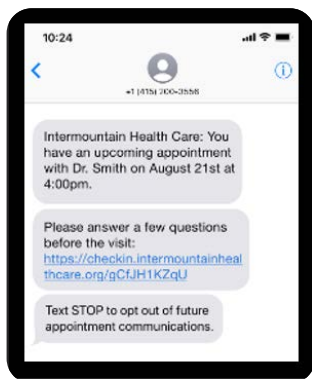 10:24
+1 (415) 200-3556
Intermountain Health Care: You
have an upcoming appointment
with Dr. Smith on August 21st at
4:00pm.
Please answer a few questions
before the visit:
https://checkin.intermountainheal
thcare.org/gCfJH1KZqU
Text STOP to opt out of future
appointment communications.